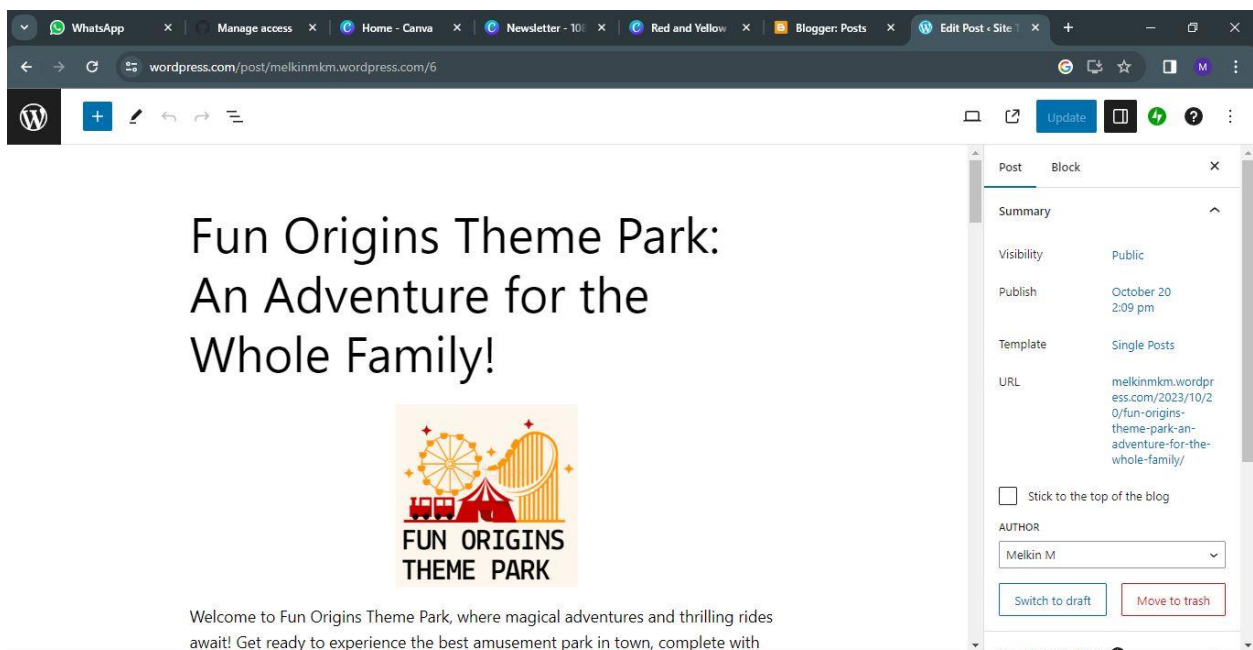 WhatsApp
Manage access
Home - Canva
Newsletter - 108
Red and Yellow
Blogger: Posts
Edit Post ‹ Site T
wordpress.com/post/melkinmkm.wordpress.com/6
M
Update
Post Block
Summary
Visibility Public
Publish October 20
2:09 pm
Template Single Posts
URL melkinmkm.wordpr
ess.com/2023/10/2
0/fun-origins-
theme-park-an-
adventure-for-the-
whole-family/
Stick to the top of the blog
AUTHOR
Melkin M
Switch to draft Move to trash
Fun Origins Theme Park:
An Adventure for the
Whole Family!
FUN ORIGINS
THEME PARK
Welcome to Fun Origins Theme Park, where magical adventures and thrilling rides
await! Get ready to experience the best amusement park in town, complete with